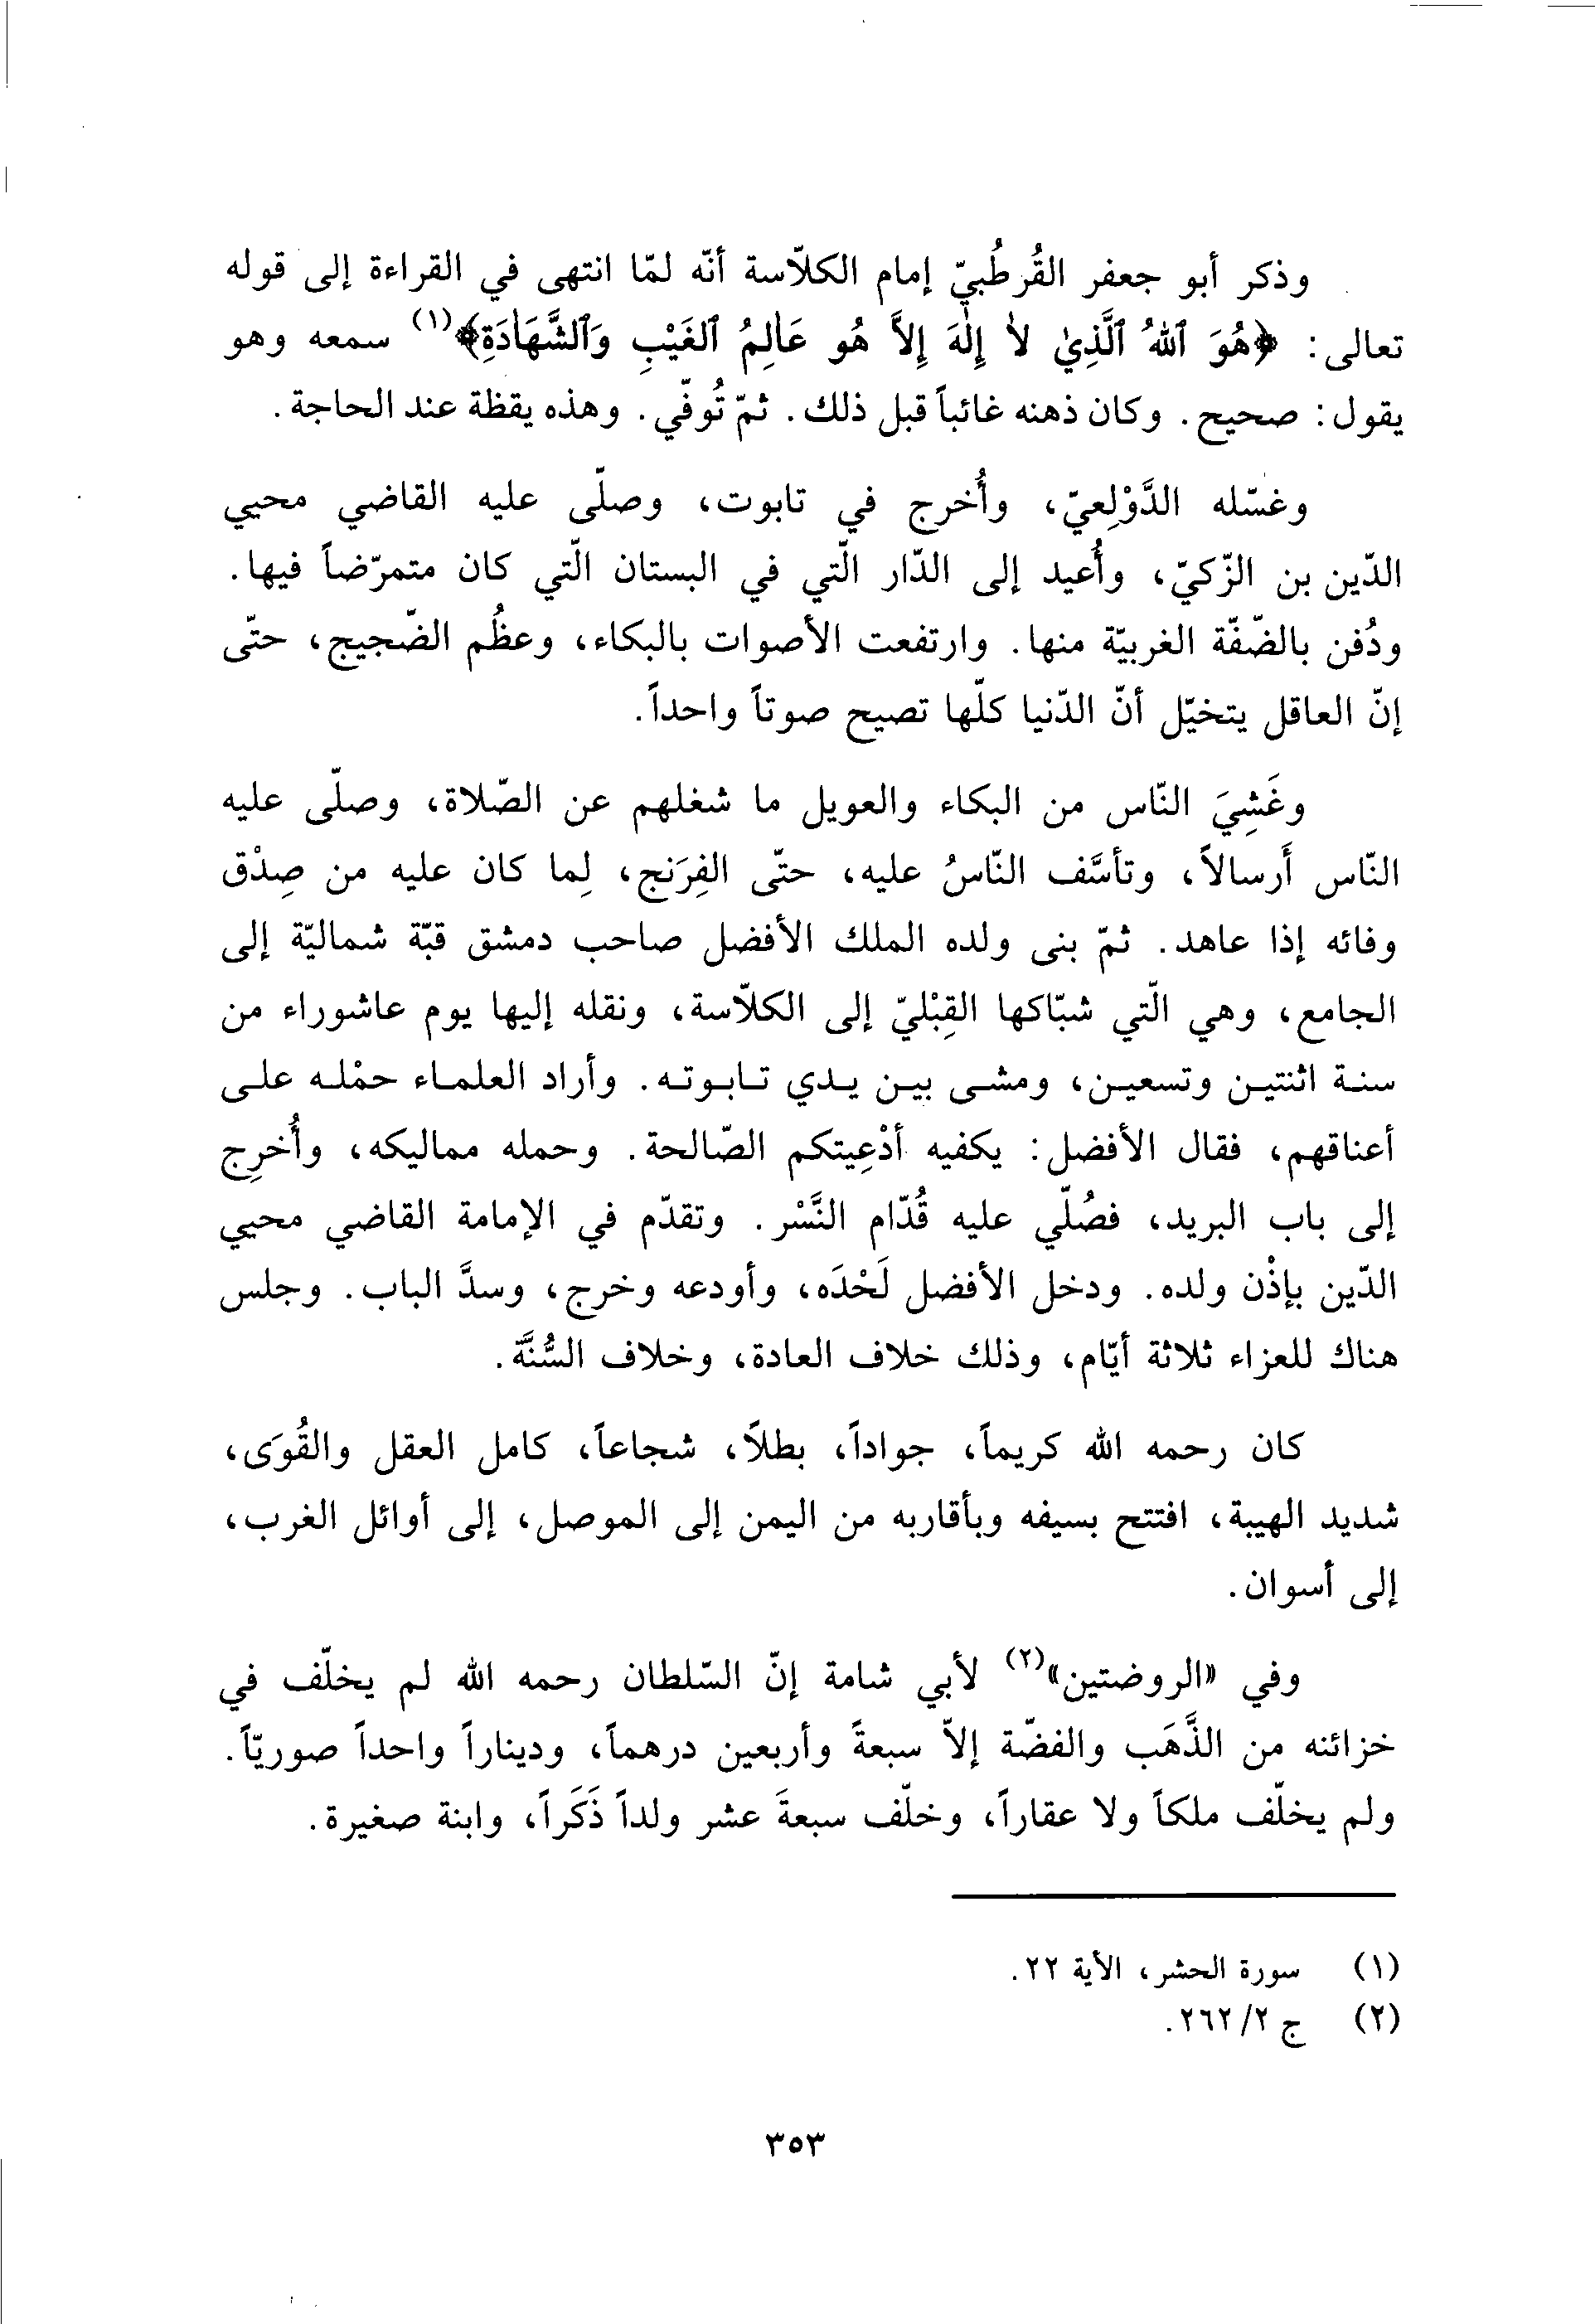 وذكر أبو جعفر القُرطُبيّ إمام الكلاّسة أنّه لمّا انتهى في القراءة إلى قوله
تعالى: ﴿هُوَ ٱللهُ ٱلَّذِىٰ لاٰ إِلٰهَ إِلاَّ هُو عَاٰلِمُ ٱلغَيْبِ وَٱلشَّهَاٰدَةِ﴾(١) سمعه وهو
يقول: صحيح. وكان ذهنه غائباً قبل ذلك. ثمّ تُوفّي. وهذه يقظة عند الحاجة.
وغسّله الدَّوْلِعيّ، وأُخرج في تابوت، وصلّى عليه القاضي محيي
الدّين بن الزّكيّ، وأُعيد إلى الدّار الّتي في البستان الّتي كان متمرّضاً فيها.
ودُفن بالضّفّة الغربيّة منها. وارتفعت الأصوات بالبكاء، وعظُم الضّجيج، حتّى
إنّ العاقل يتخيّل أنّ الدّنيا كلّها تصيح صوتاً واحداً.
وغَشِيَ النّاس من البكاء والعويل ما شغلهم عن الصّلاة، وصلّى عليه
النّاس أَرسالاً، وتأسَّف النّاسُ عليه، حتّى الفِرَنج، لِما كان عليه من صِدْق
وفائه إذا عاهد. ثمّ بنى ولده الملك الأفضل صاحب دمشق قبّة شماليّة إلى
الجامع، وهي الّتي شبّاكها القِبْليّ إلى الكلاّسة، ونقله إليها يوم عاشوراء من
سنة اثنتين وتسعين، ومشى بين يدي تابوته. وأراد العلماء حمْله على
أعناقهم، فقال الأفضل: يكفيه أدْعِيتكم الصّالحة. وحمله مماليكه، وأُخرِج
إلى باب البريد، فصُلّي عليه قُدّام النَّسْر. وتقدّم في الإمامة القاضي محيي
الدّين بإذْن ولده. ودخل الأفضل لَحْدَه، وأودعه وخرج، وسدَّ الباب. وجلس
هناك للعزاء ثلاثة أيّام، وذلك خلاف العادة، وخلاف السُّنَّة.
كان رحمه الله كريماً، جواداً، بطلاً، شجاعاً، كامل العقل والقُوَى،
شديد الهيبة، افتتح بسيفه وبأقاربه من اليمن إلى الموصل، إلى أوائل الغرب،
إلى أسوان.
وفي «الروضتين»(٢) لأبي شامة إنّ السّلطان رحمه الله لم يخلّف في
خزائنه من الذَّهَب والفضّة إلاّ سبعةً وأربعين درهماً، وديناراً واحداً صوريّاً.
ولم يخلّف ملكاً ولا عقاراً، وخلّف سبعةَ عشر ولداً ذَكَراً، وابنة صغيرة.
(١) سورة الحشر، الأية ٢٢.
(٢) ج ٢/ ٢٦٢.
٣٥٣